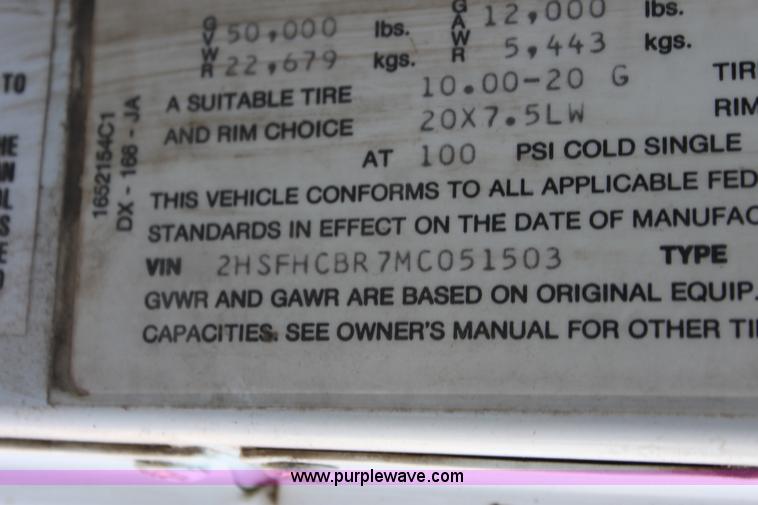 GVWR 50,000 lbs. GAWR 12,000 lbs.
22,679 kgs. 5,443 kgs.
A SUITABLE TIRE 10.00-20 G TIR
AND RIM CHOICE 20X7.5LW RIM
AT 100 PSI COLD SINGLE
THIS VEHICLE CONFORMS TO ALL APPLICABLE FED
STANDARDS IN EFFECT ON THE DATE OF MANUFAC
VIN 2HSFHCBR7MC051503 TYPE
GVWR AND GAWR ARE BASED ON ORIGINAL EQUIP.
CAPACITIES. SEE OWNER'S MANUAL FOR OTHER TI
1652154C1
DX - 166 - JA
TO
www.purplewave.com